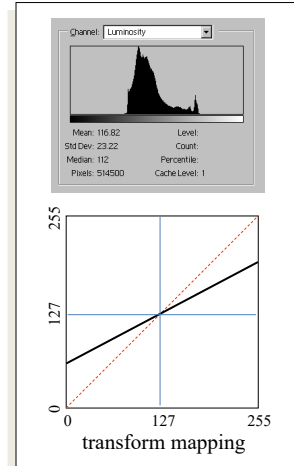 Channel: Luminosity
Mean: 116.82 Level:
Std Dev: 23.22 Count:
Median: 112 Percentile:
Pixels: 514500 Cache Level: 1
255
127
0
0 127 255
transform mapping